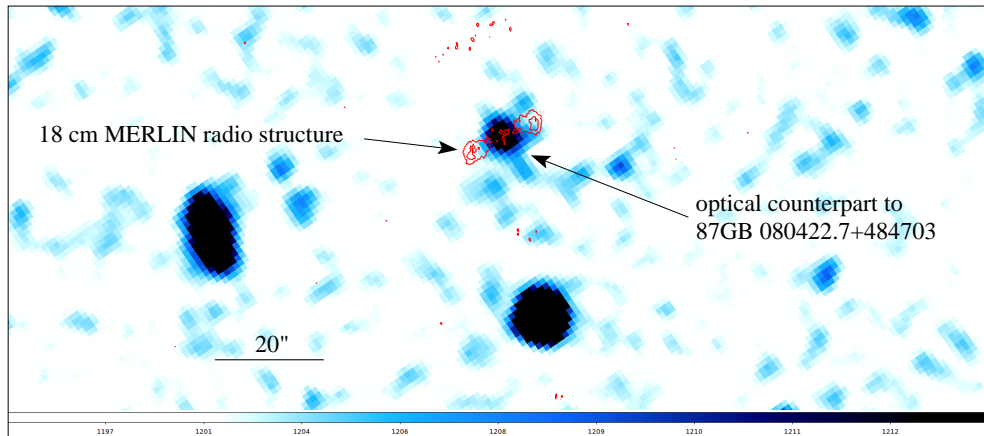 18 cm MERLIN radio structure
optical counterpart to
87GB 080422.7+484703
20"
1197 1201 1204 1206 1208 1209 1210 1211 1212